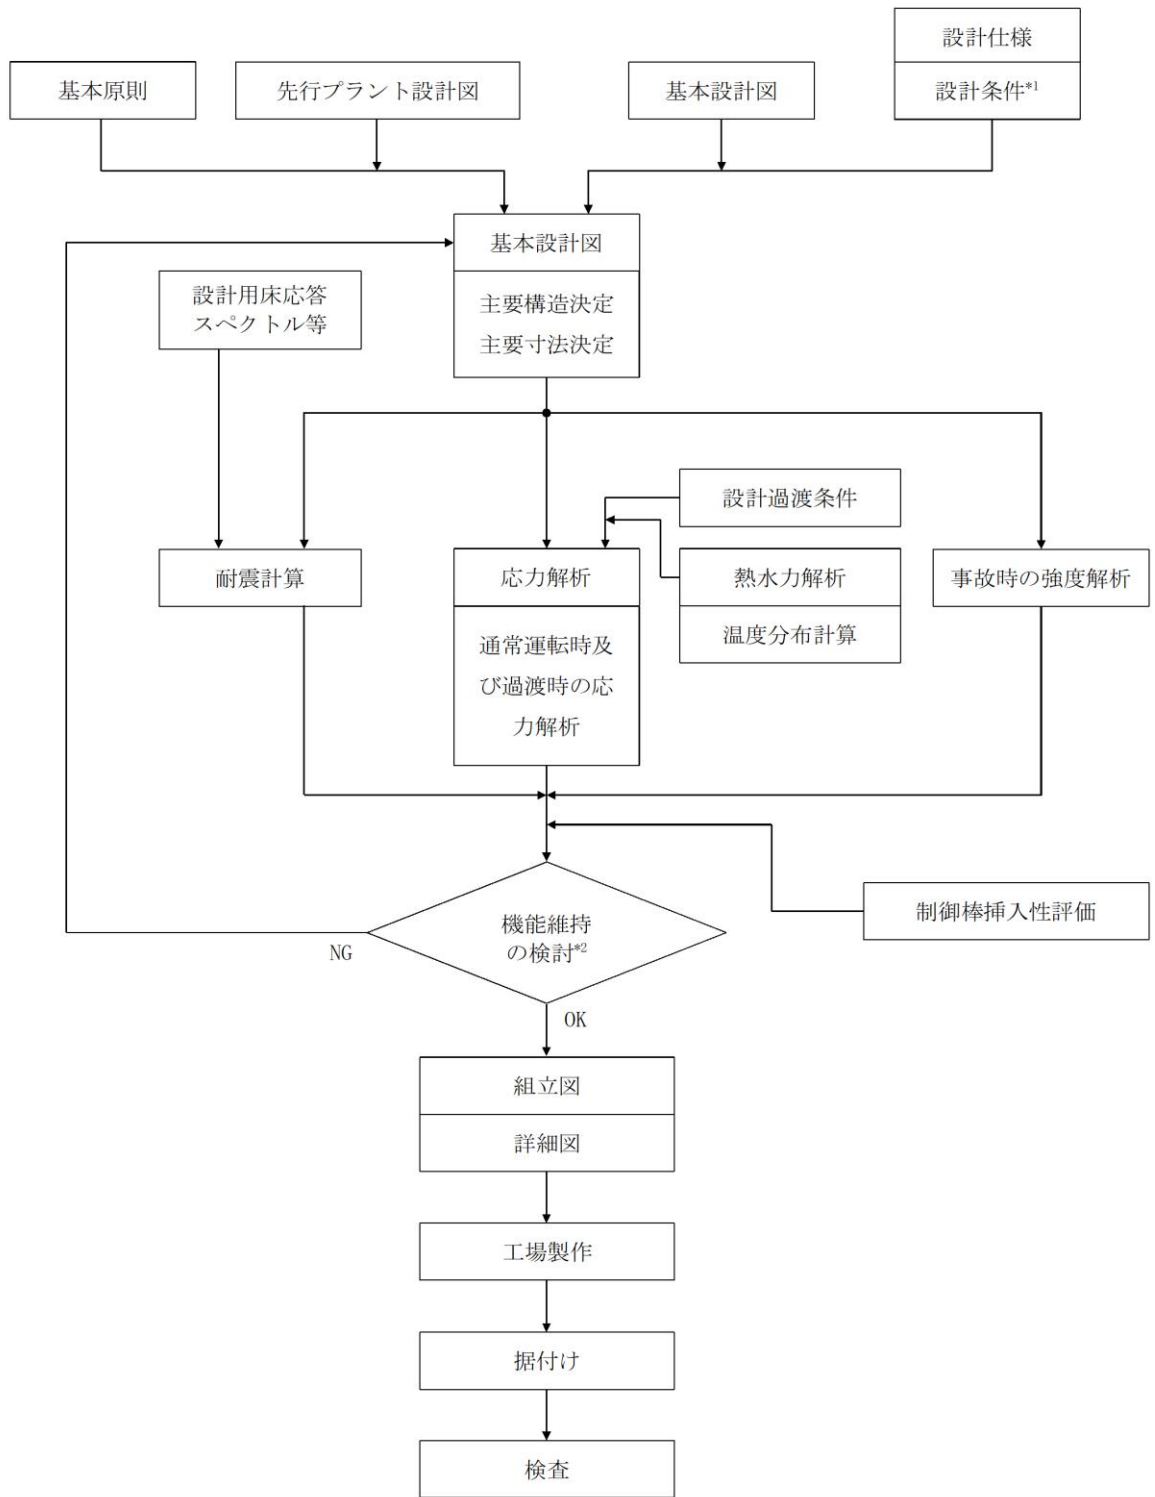 設計仕様
基本原則
先行プラント設計図
基本設計図
設計条件*1
基本設計図
設計用床応答
スペクトル等
主要構造決定
主要寸法決定
設計過渡条件
耐震計算
応力解析
熱水力解析
事故時の強度解析
温度分布計算
通常運転時及
び過渡時の応
力解析
制御棒挿入性評価
機能維持
の検討*2
NG
OK
組立図
詳細図
工場製作
据付け
検査